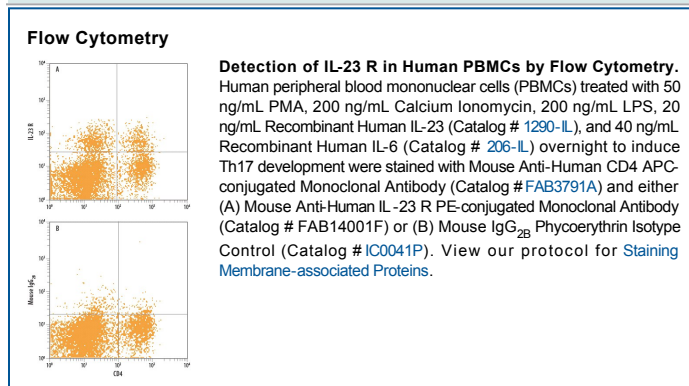 Flow Cytometry
A
IL-23 R
B
Mouse IgG2B
CD4
Detection of IL-23 R in Human PBMCs by Flow Cytometry.
Human peripheral blood mononuclear cells (PBMCs) treated with 50
ng/mL PMA, 200 ng/mL Calcium Ionomycin, 200 ng/mL LPS, 20
ng/mL Recombinant Human IL-23 (Catalog # 1290-IL), and 40 ng/mL
Recombinant Human IL-6 (Catalog # 206-IL) overnight to induce
Th17 development were stained with Mouse Anti-Human CD4 APC-
conjugated Monoclonal Antibody (Catalog # FAB3791A) and either
(A) Mouse Anti-Human IL-23 R PE-conjugated Monoclonal Antibody
(Catalog # FAB14001F) or (B) Mouse IgG2B Phycoerythrin Isotype
Control (Catalog # IC0041P). View our protocol for Staining
Membrane-associated Proteins.